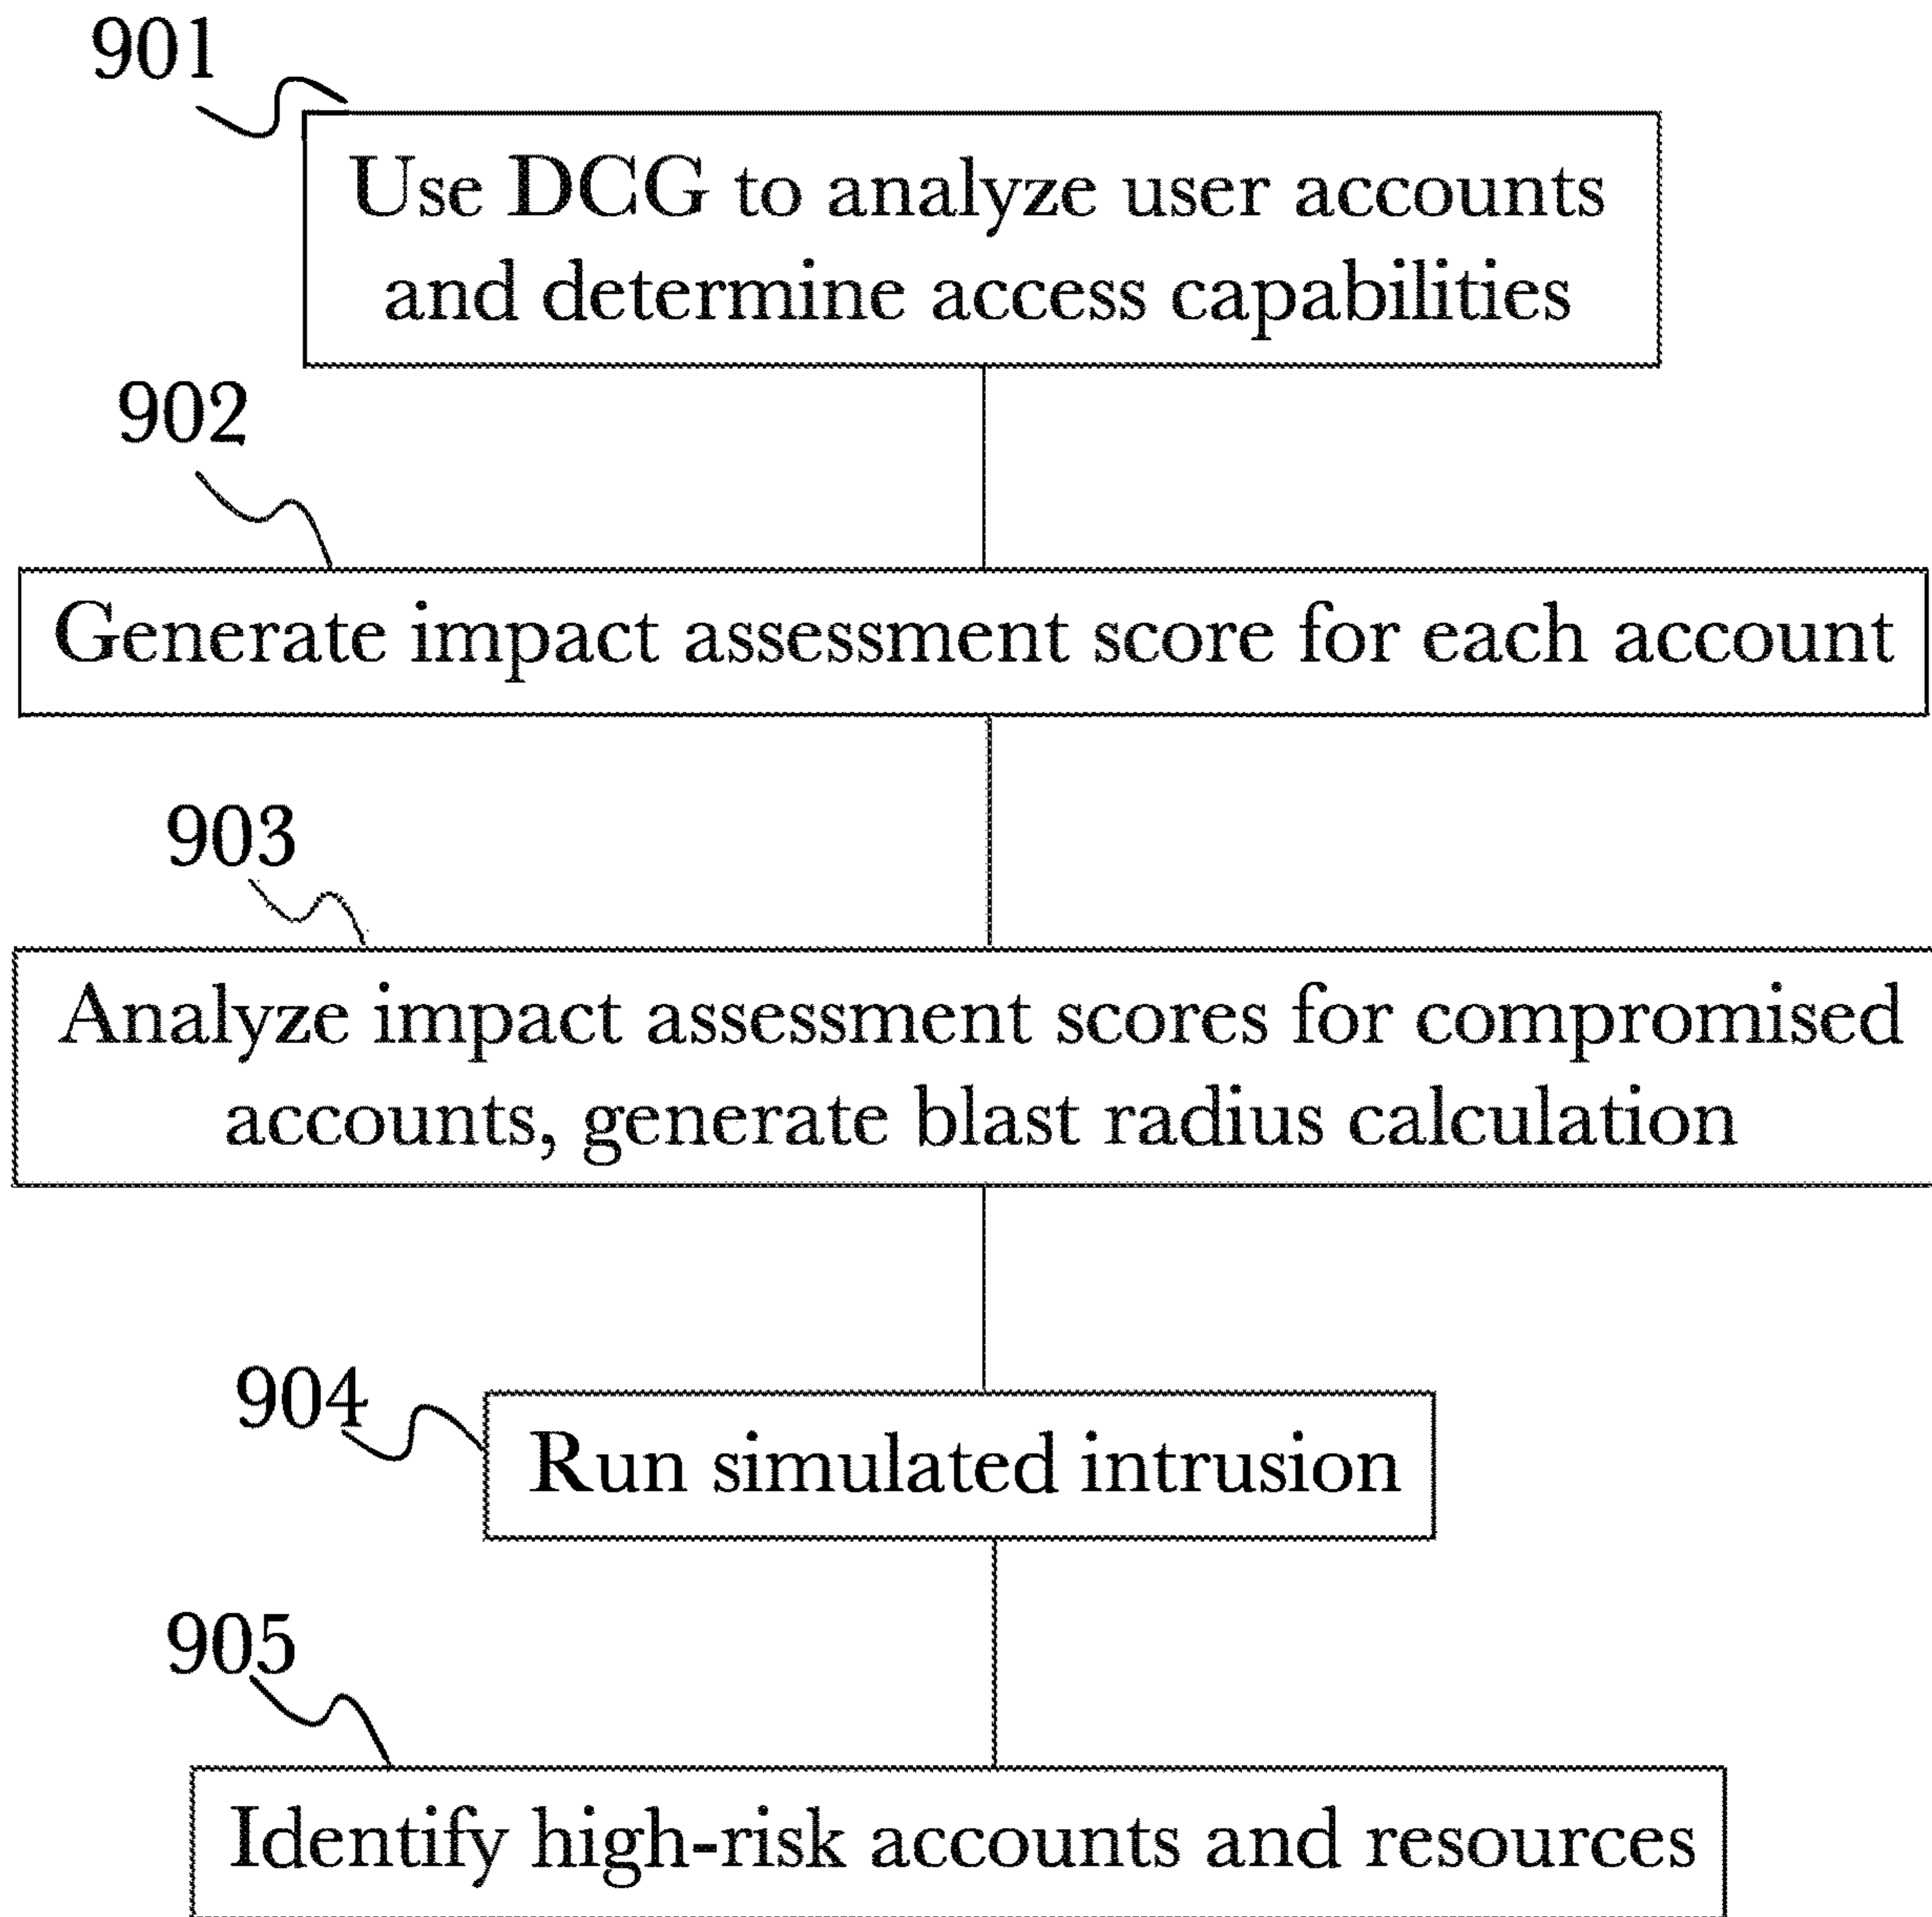 901
Use DCG to analyze user accounts
and determine access capabilities
902
Generate impact assessment score for each account
903
Analyze impact assessment scores for compromised
accounts, generate blast radius calculation
904
Run simulated intrusion
905
Identify high-risk accounts and resources